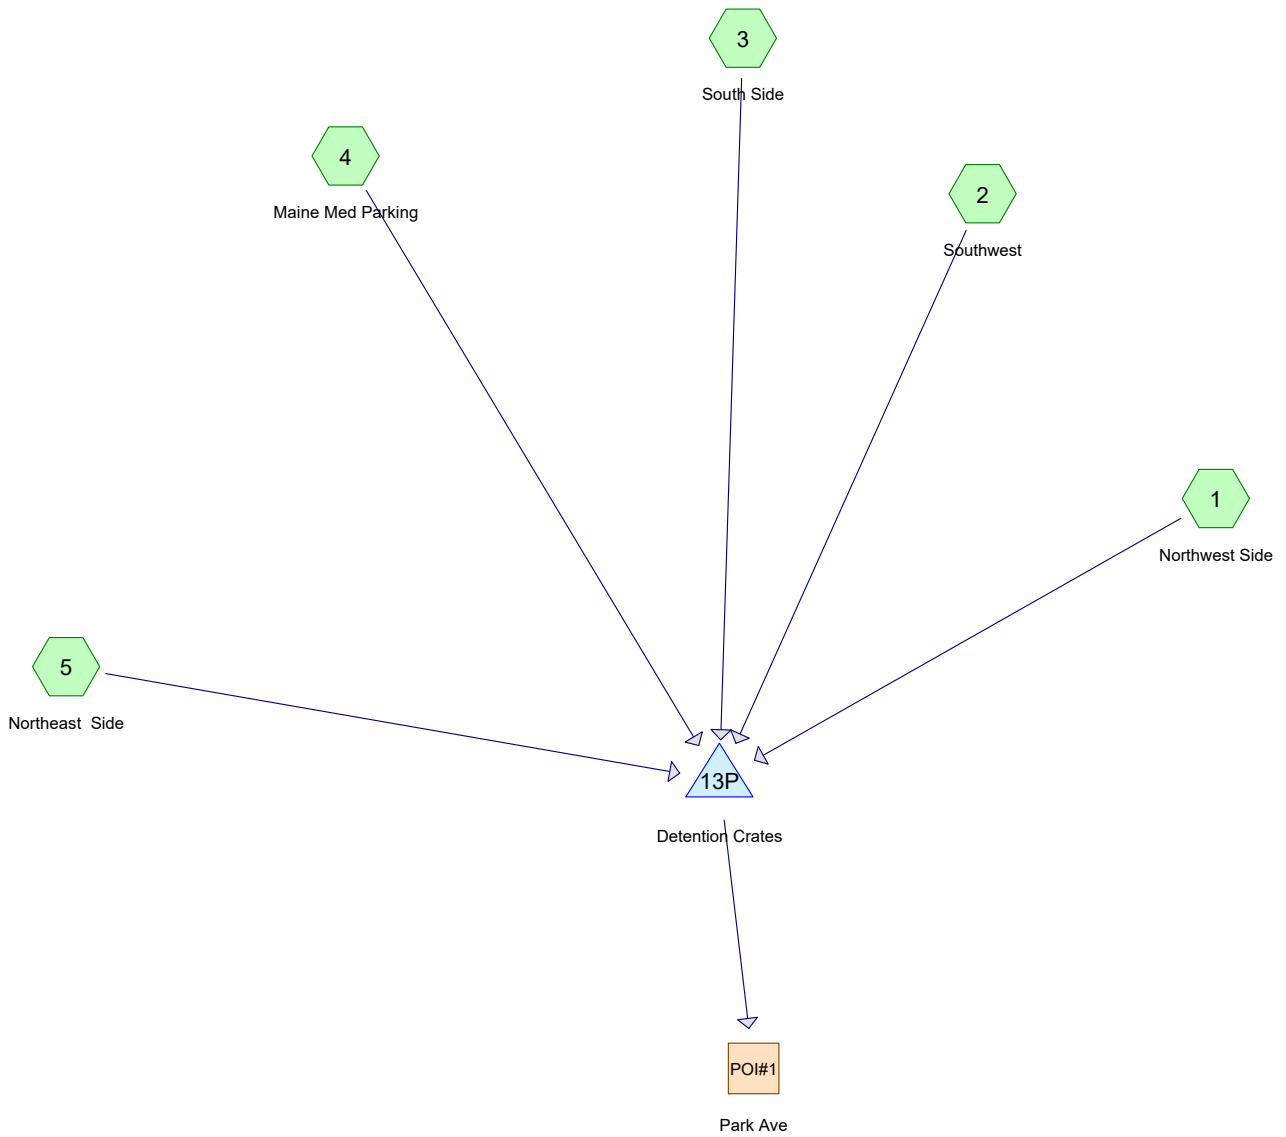 3
South Side
4
Maine Med Parking
2
Southwest
1
Northwest Side
5
Northeast  Side
13P
Detention Crates
POI#1
Park Ave